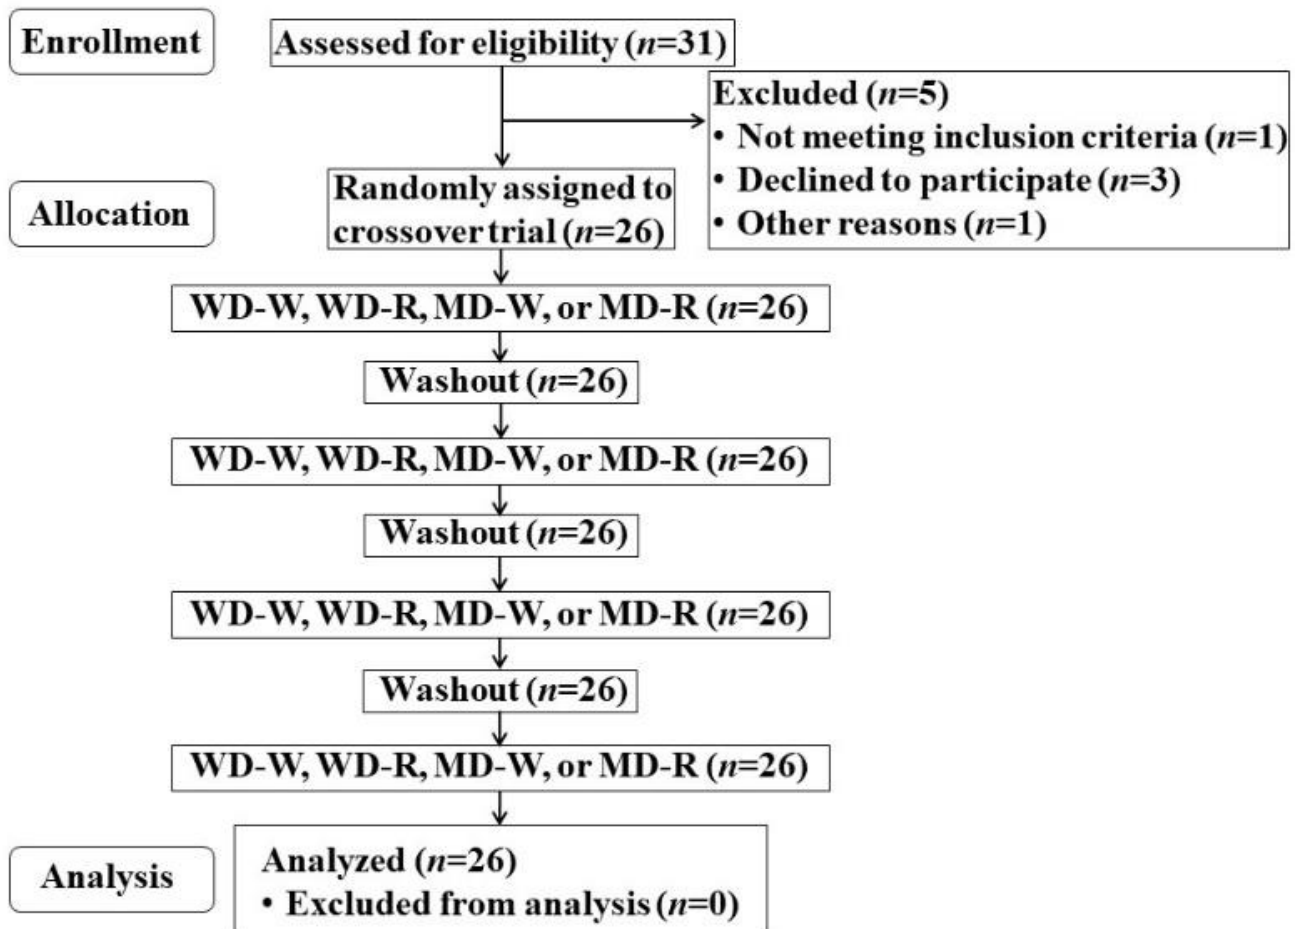 Enrollment
Assessed for eligibility (n=31)
Excluded (n=5)
• Not meeting inclusion criteria (n=1)
• Declined to participate (n=3)
• Other reasons (n=1)
Allocation
Randomly assigned to
crossover trial (n=26)
WD-W, WD-R, MD-W, or MD-R (n=26)
Washout (n=26)
WD-W, WD-R, MD-W, or MD-R (n=26)
Washout (n=26)
WD-W, WD-R, MD-W, or MD-R (n=26)
Washout (n=26)
WD-W, WD-R, MD-W, or MD-R (n=26)
Analysis
Analyzed (n=26)
• Excluded from analysis (n=0)